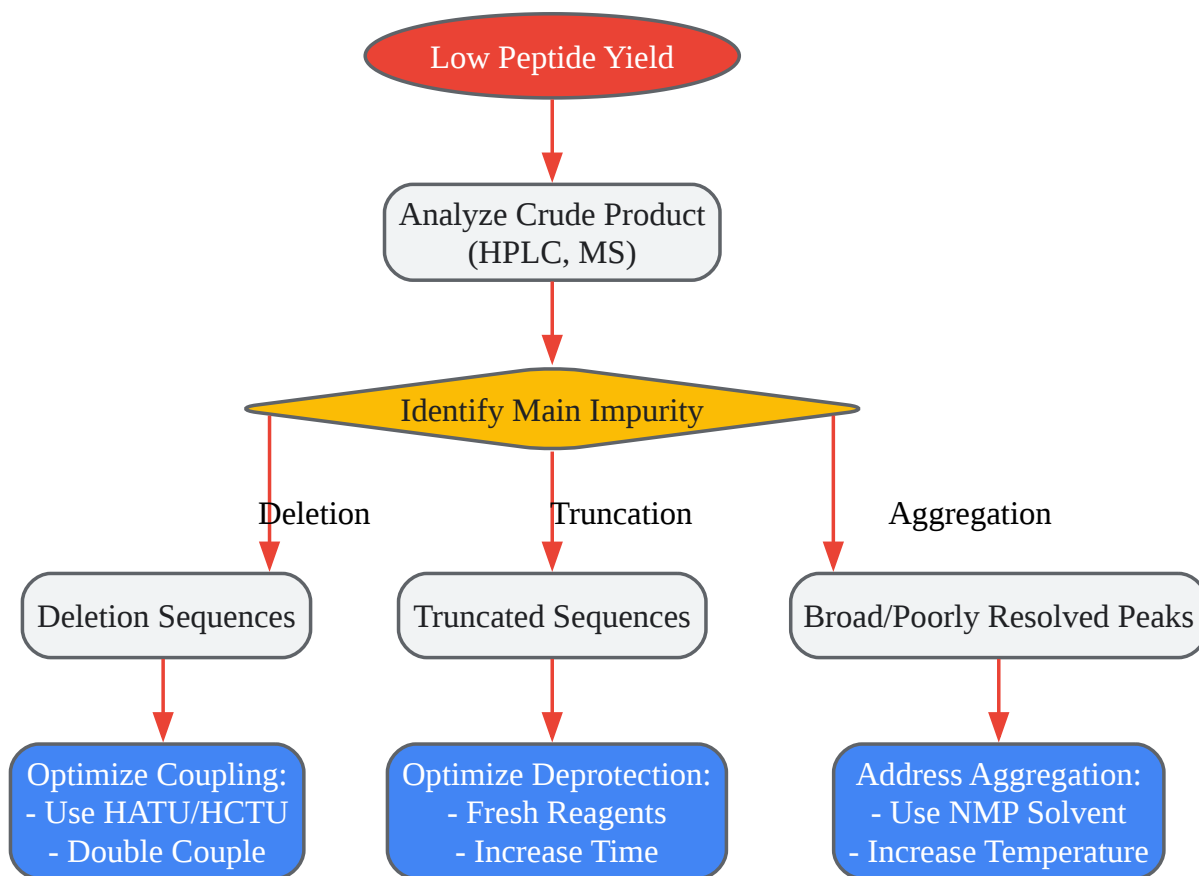 Low Peptide Yield
Analyze Crude Product
(HPLC, MS)
Identify Main Impurity
Deletion
Truncation
Aggregation
Deletion Sequences
Truncated Sequences
Broad/Poorly Resolved Peaks
Optimize Coupling:
- Use HATU/HCTU
- Double Couple
Optimize Deprotection:
- Fresh Reagents
- Increase Time
Address Aggregation:
- Use NMP Solvent
- Increase Temperature